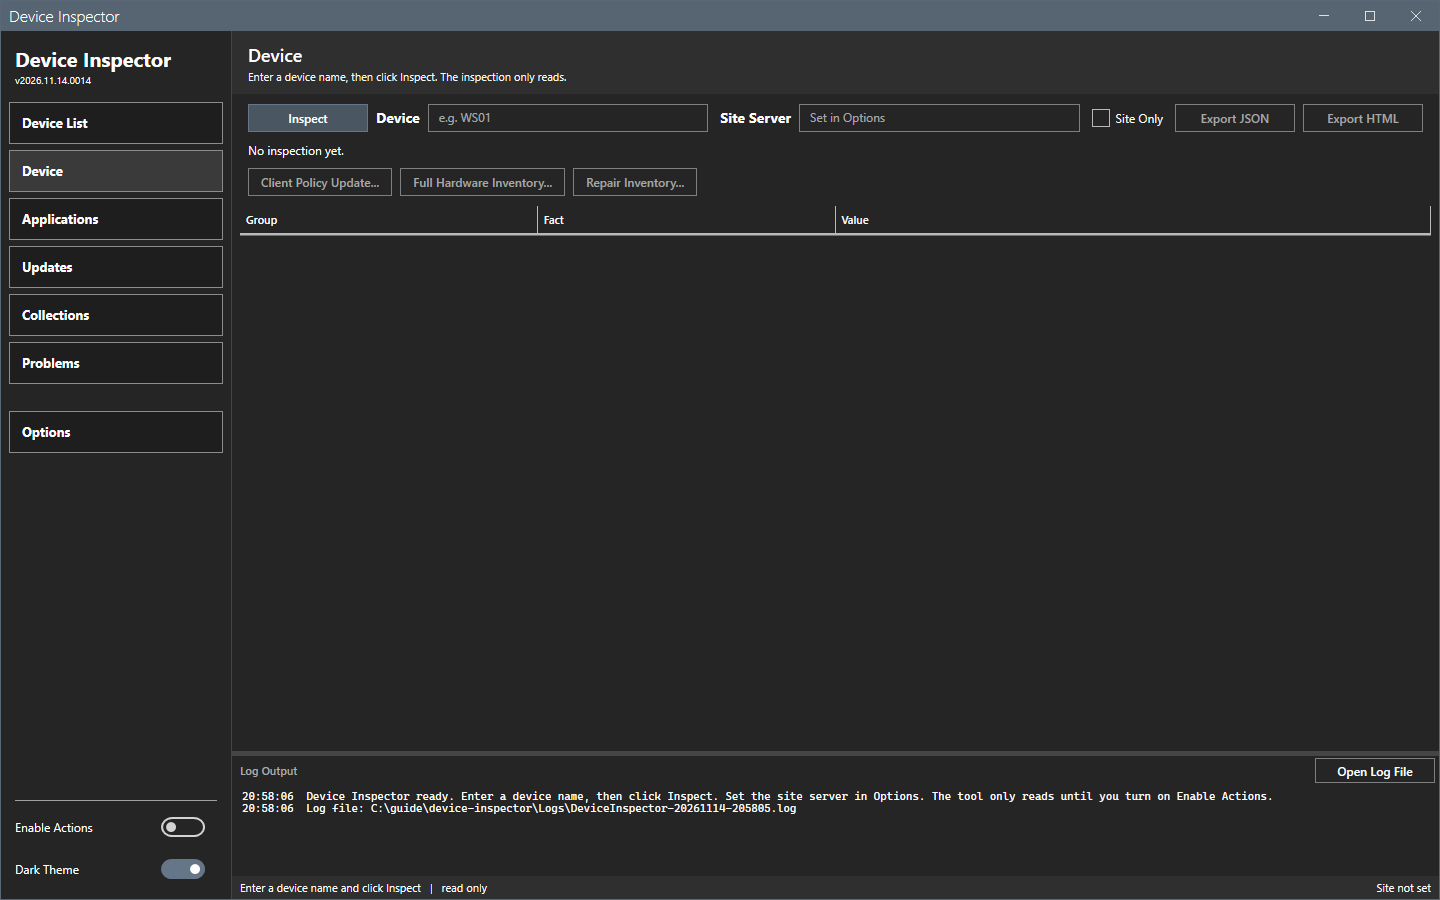 Device Inspector
Device Inspector
v2026.11.14.0014
Device List
Device
Applications
Updates
Collections
Problems
Options
Enable Actions
Dark Theme
Device
Enter a device name, then click Inspect. The inspection only reads.
Inspect Device e.g. WS01 Site Server Set in Options Site Only Export JSON Export HTML
No inspection yet.
Client Policy Update... Full Hardware Inventory... Repair Inventory...
Group Fact Value
Log Output Open Log File
20:58:06 Device Inspector ready. Enter a device name, then click Inspect. Set the site server in Options. The tool only reads until you turn on Enable Actions.
20:58:06 Log file: C:\guide\device-inspector\Logs\DeviceInspector-20261114-205805.log
Enter a device name and click Inspect | read only Site not set